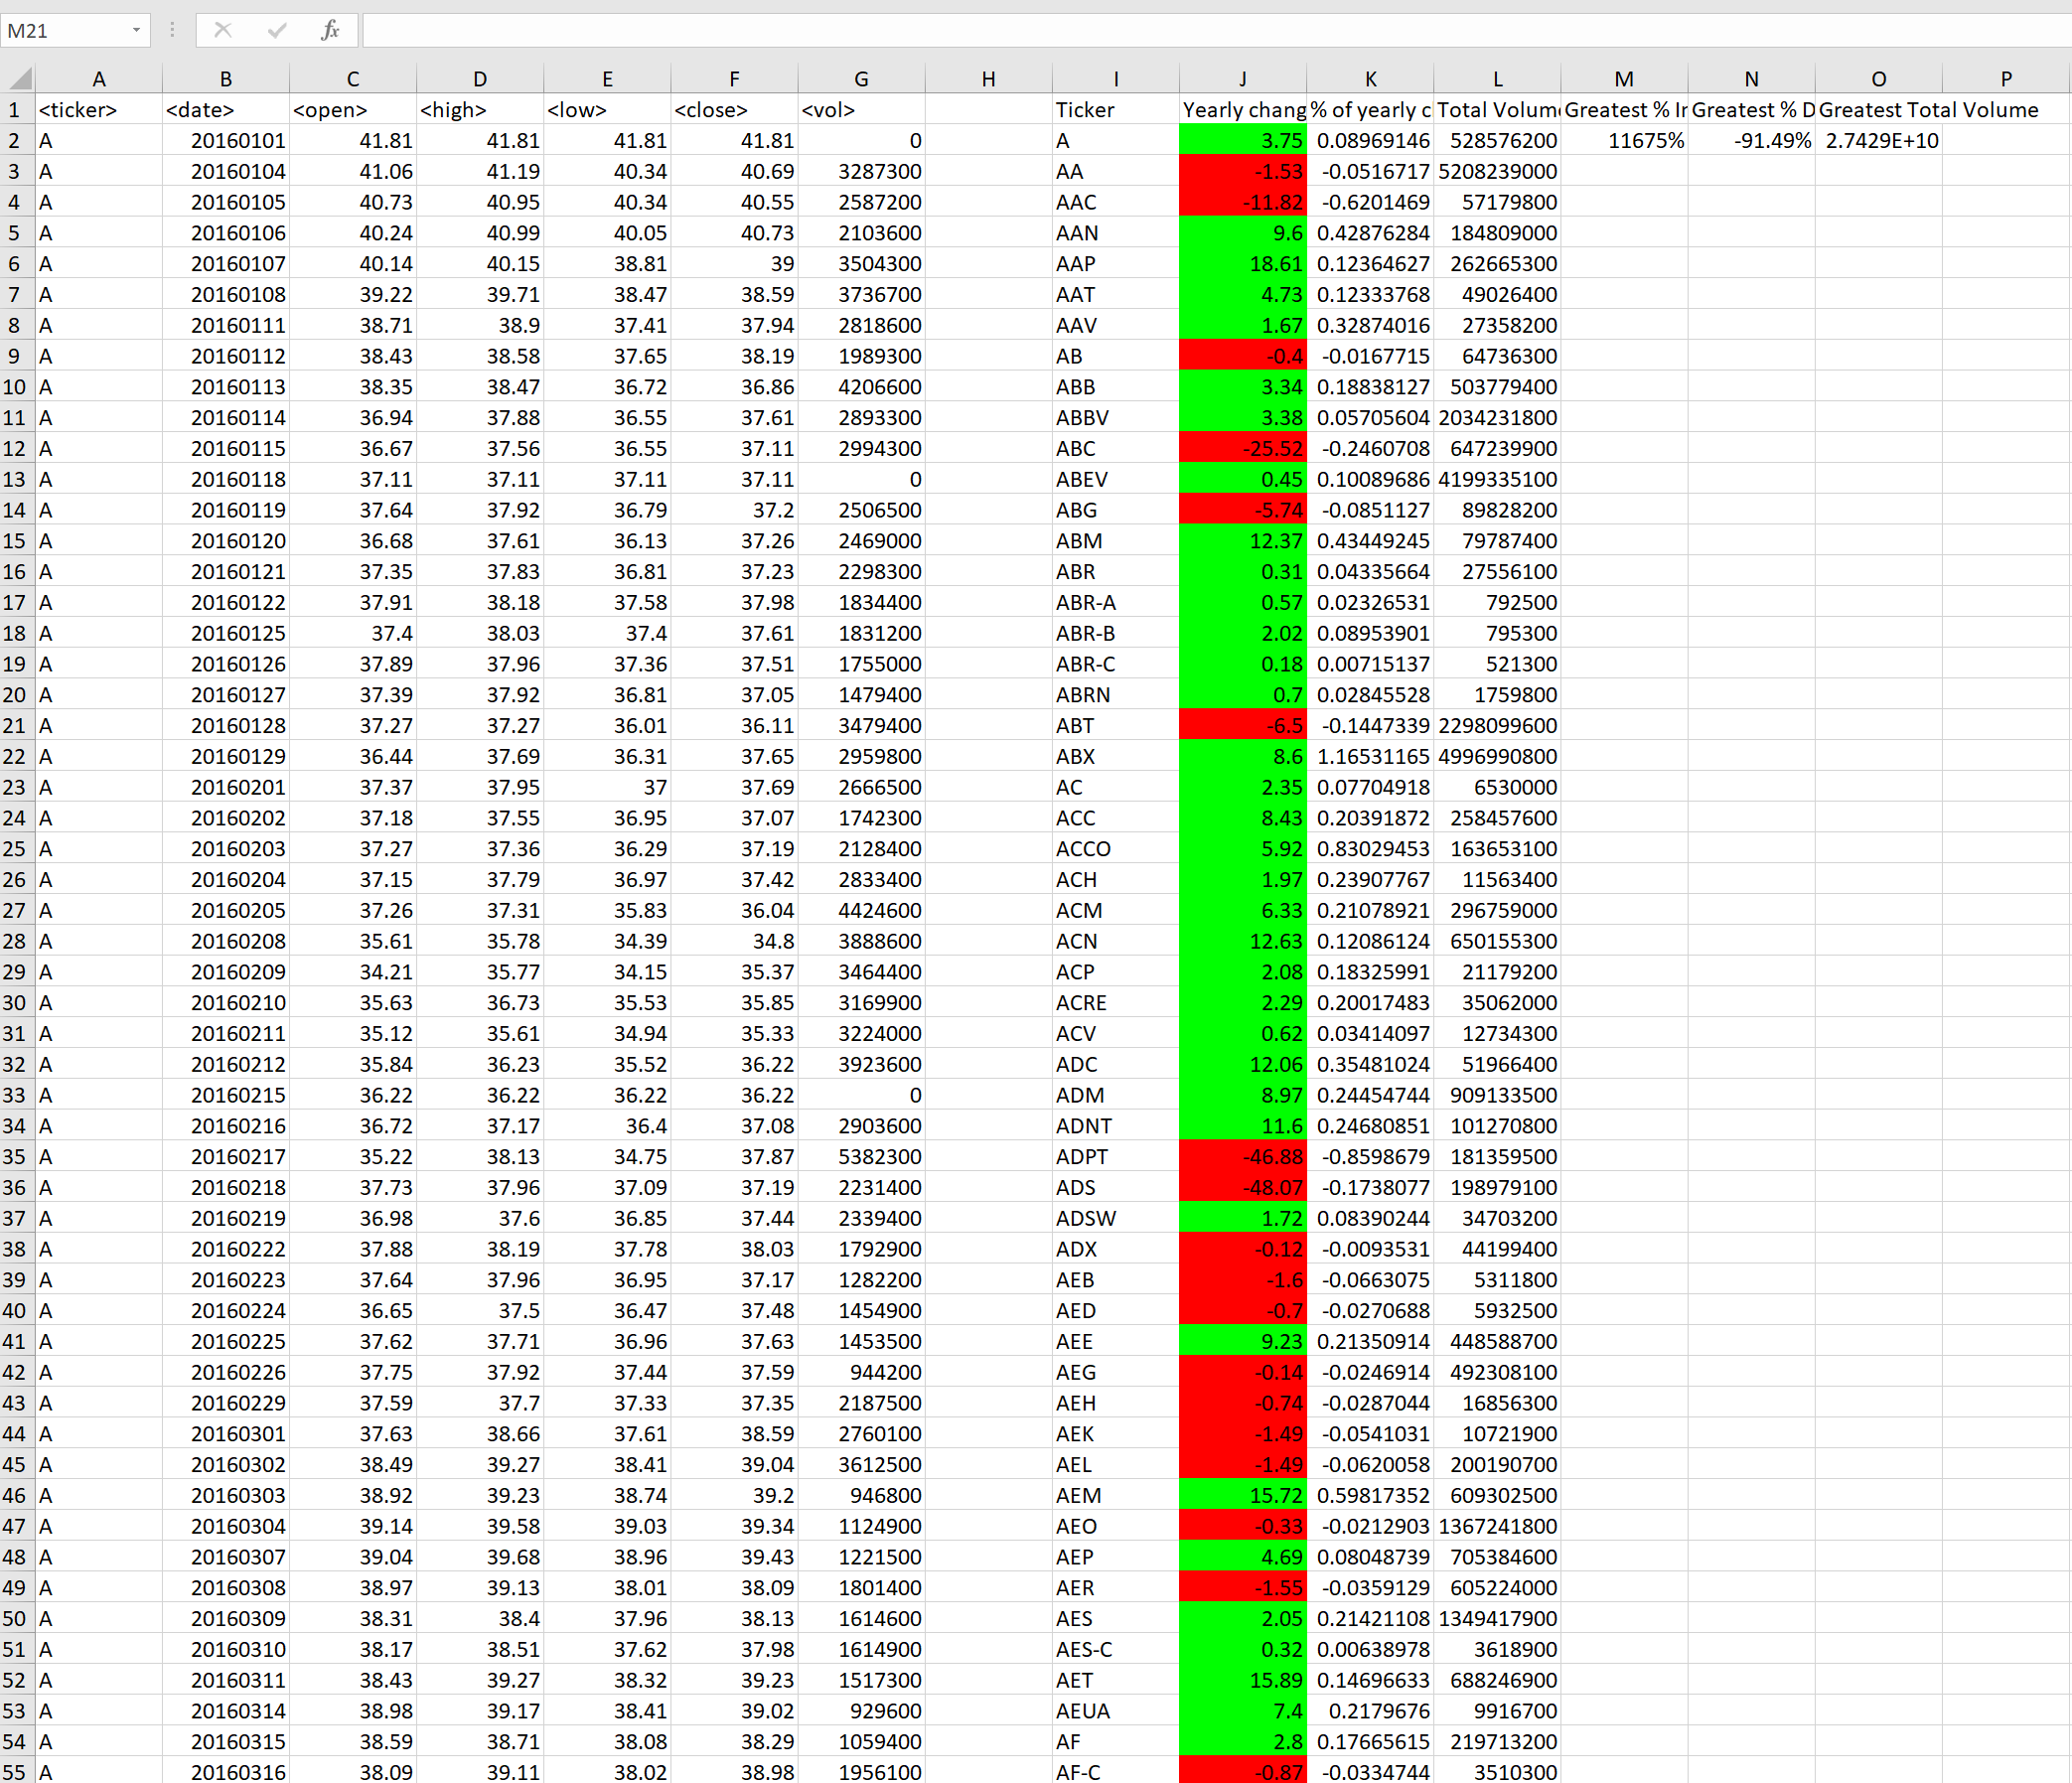 M21 fx
A B C D E F G H I J K L M N O P
1 <ticker> <date> <open> <high> <low> <close> <vol> Ticker Yearly chang % of yearly c Total Volume Greatest % In Greatest % D Greatest Total Volume
2 A 20160101 41.81 41.81 41.81 41.81 0 A 3.75 0.08969146 528576200 11675% -91.49% 2.7429E+10
3 A 20160104 41.06 41.19 40.34 40.69 3287300 AA -1.53 -0.0516717 5208239000
4 A 20160105 40.73 40.95 40.34 40.55 2587200 AAC -11.82 -0.6201469 57179800
5 A 20160106 40.24 40.99 40.05 40.73 2103600 AAN 9.6 0.42876284 184809000
6 A 20160107 40.14 40.15 38.81 39 3504300 AAP 18.61 0.12364627 262665300
7 A 20160108 39.22 39.71 38.47 38.59 3736700 AAT 4.73 0.12333768 49026400
8 A 20160111 38.71 38.9 37.41 37.94 2818600 AAV 1.67 0.32874016 27358200
9 A 20160112 38.43 38.58 37.65 38.19 1989300 AB -0.4 -0.0167715 64736300
10 A 20160113 38.35 38.47 36.72 36.86 4206600 ABB 3.34 0.18838127 503779400
11 A 20160114 36.94 37.88 36.55 37.61 2893300 ABBV 3.38 0.05705604 2034231800
12 A 20160115 36.67 37.56 36.55 37.11 2994300 ABC -25.52 -0.2460708 647239900
13 A 20160118 37.11 37.11 37.11 37.11 0 ABEV 0.45 0.10089686 4199335100
14 A 20160119 37.64 37.92 36.79 37.2 2506500 ABG -5.74 -0.0851127 89828200
15 A 20160120 36.68 37.61 36.13 37.26 2469000 ABM 12.37 0.43449245 79787400
16 A 20160121 37.35 37.83 36.81 37.23 2298300 ABR 0.31 0.04335664 27556100
17 A 20160122 37.91 38.18 37.58 37.98 1834400 ABR-A 0.57 0.02326531 792500
18 A 20160125 37.4 38.03 37.4 37.61 1831200 ABR-B 2.02 0.08953901 795300
19 A 20160126 37.89 37.96 37.36 37.51 1755000 ABR-C 0.18 0.00715137 521300
20 A 20160127 37.39 37.92 36.81 37.05 1479400 ABRN 0.7 0.02845528 1759800
21 A 20160128 37.27 37.27 36.01 36.11 3479400 ABT -6.5 -0.1447339 2298099600
22 A 20160129 36.44 37.69 36.31 37.65 2959800 ABX 8.6 1.16531165 4996990800
23 A 20160201 37.37 37.95 37 37.69 2666500 AC 2.35 0.07704918 6530000
24 A 20160202 37.18 37.55 36.95 37.07 1742300 ACC 8.43 0.20391872 258457600
25 A 20160203 37.27 37.36 36.29 37.19 2128400 ACCO 5.92 0.83029453 163653100
26 A 20160204 37.15 37.79 36.97 37.42 2833400 ACH 1.97 0.23907767 11563400
27 A 20160205 37.26 37.31 35.83 36.04 4424600 ACM 6.33 0.21078921 296759000
28 A 20160208 35.61 35.78 34.39 34.8 3888600 ACN 12.63 0.12086124 650155300
29 A 20160209 34.21 35.77 34.15 35.37 3464400 ACP 2.08 0.18325991 21179200
30 A 20160210 35.63 36.73 35.53 35.85 3169900 ACRE 2.29 0.20017483 35062000
31 A 20160211 35.12 35.61 34.94 35.33 3224000 ACV 0.62 0.03414097 12734300
32 A 20160212 35.84 36.23 35.52 36.22 3923600 ADC 12.06 0.35481024 51966400
33 A 20160215 36.22 36.22 36.22 36.22 0 ADM 8.97 0.24454744 909133500
34 A 20160216 36.72 37.17 36.4 37.08 2903600 ADNT 11.6 0.24680851 101270800
35 A 20160217 35.22 38.13 34.75 37.87 5382300 ADPT -46.88 -0.8598679 181359500
36 A 20160218 37.73 37.96 37.09 37.19 2231400 ADS -48.07 -0.1738077 198979100
37 A 20160219 36.98 37.6 36.85 37.44 2339400 ADSW 1.72 0.08390244 34703200
38 A 20160222 37.88 38.19 37.78 38.03 1792900 ADX -0.12 -0.0093531 44199400
39 A 20160223 37.64 37.96 36.95 37.17 1282200 AEB -1.6 -0.0663075 5311800
40 A 20160224 36.65 37.5 36.47 37.48 1454900 AED -0.7 -0.0270688 5932500
41 A 20160225 37.62 37.71 36.96 37.63 1453500 AEE 9.23 0.21350914 448588700
42 A 20160226 37.75 37.92 37.44 37.59 944200 AEG -0.14 -0.0246914 492308100
43 A 20160229 37.59 37.7 37.33 37.35 2187500 AEH -0.74 -0.0287044 16856300
44 A 20160301 37.63 38.66 37.61 38.59 2760100 AEK -1.49 -0.0541031 10721900
45 A 20160302 38.49 39.27 38.41 39.04 3612500 AEL -1.49 -0.0620058 200190700
46 A 20160303 38.92 39.23 38.74 39.2 946800 AEM 15.72 0.59817352 609302500
47 A 20160304 39.14 39.58 39.03 39.34 1124900 AEO -0.33 -0.0212903 1367241800
48 A 20160307 39.04 39.68 38.96 39.43 1221500 AEP 4.69 0.08048739 705384600
49 A 20160308 38.97 39.13 38.01 38.09 1801400 AER -1.55 -0.0359129 605224000
50 A 20160309 38.31 38.4 37.96 38.13 1614600 AES 2.05 0.21421108 1349417900
51 A 20160310 38.17 38.51 37.62 37.98 1614900 AES-C 0.32 0.00638978 3618900
52 A 20160311 38.43 39.27 38.32 39.23 1517300 AET 15.89 0.14696633 688246900
53 A 20160314 38.98 39.17 38.41 39.02 929600 AEUA 7.4 0.2179676 9916700
54 A 20160315 38.59 38.71 38.08 38.29 1059400 AF 2.8 0.17665615 219713200
55 A 20160316 38.09 39.11 38.02 38.98 1956100 AF-C -0.87 -0.0334744 3510300